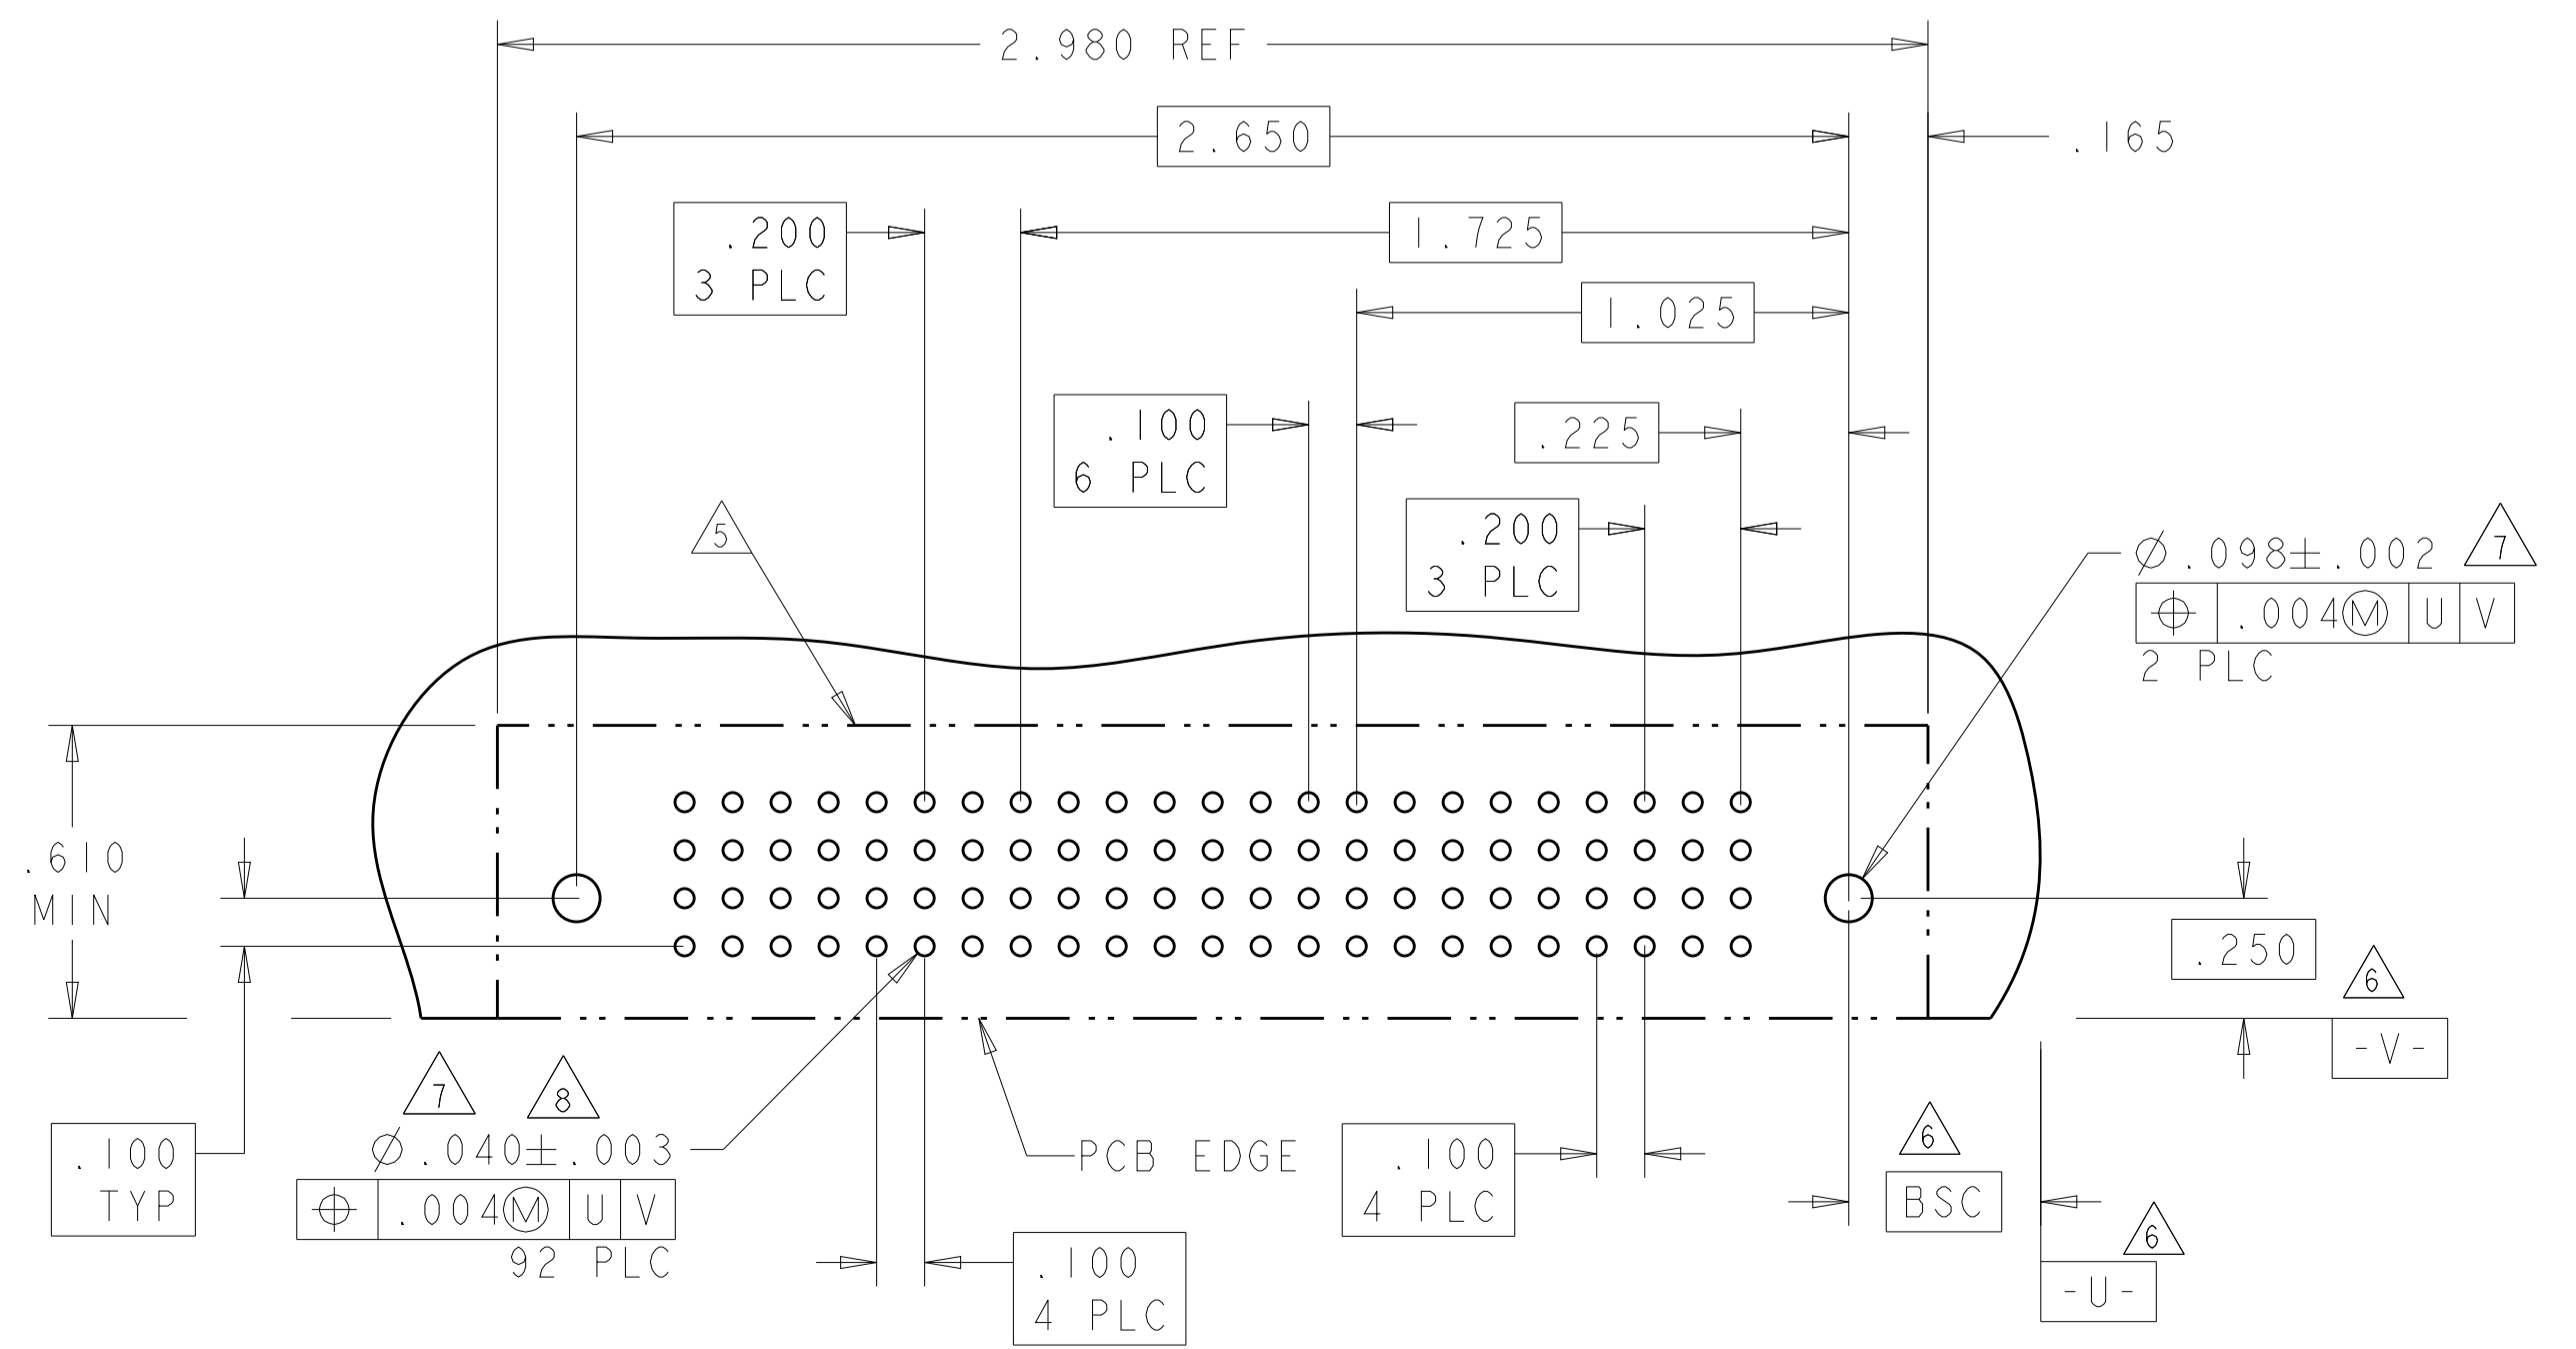 2.980 REF
2.650
.165
.200
3 PLC
1.725
1.025
.100
6 PLC
.225
.200
3 PLC
5
Ø.098±.002
7
⌖ .004Ⓜ U V
2 PLC
.610
MIN
.250
6
-V-
7
8
.100
TYP
Ø.040±.003
⌖ .004Ⓜ U V
92 PLC
PCB EDGE
.100
4 PLC
.100
4 PLC
6
BSC
6
-U-